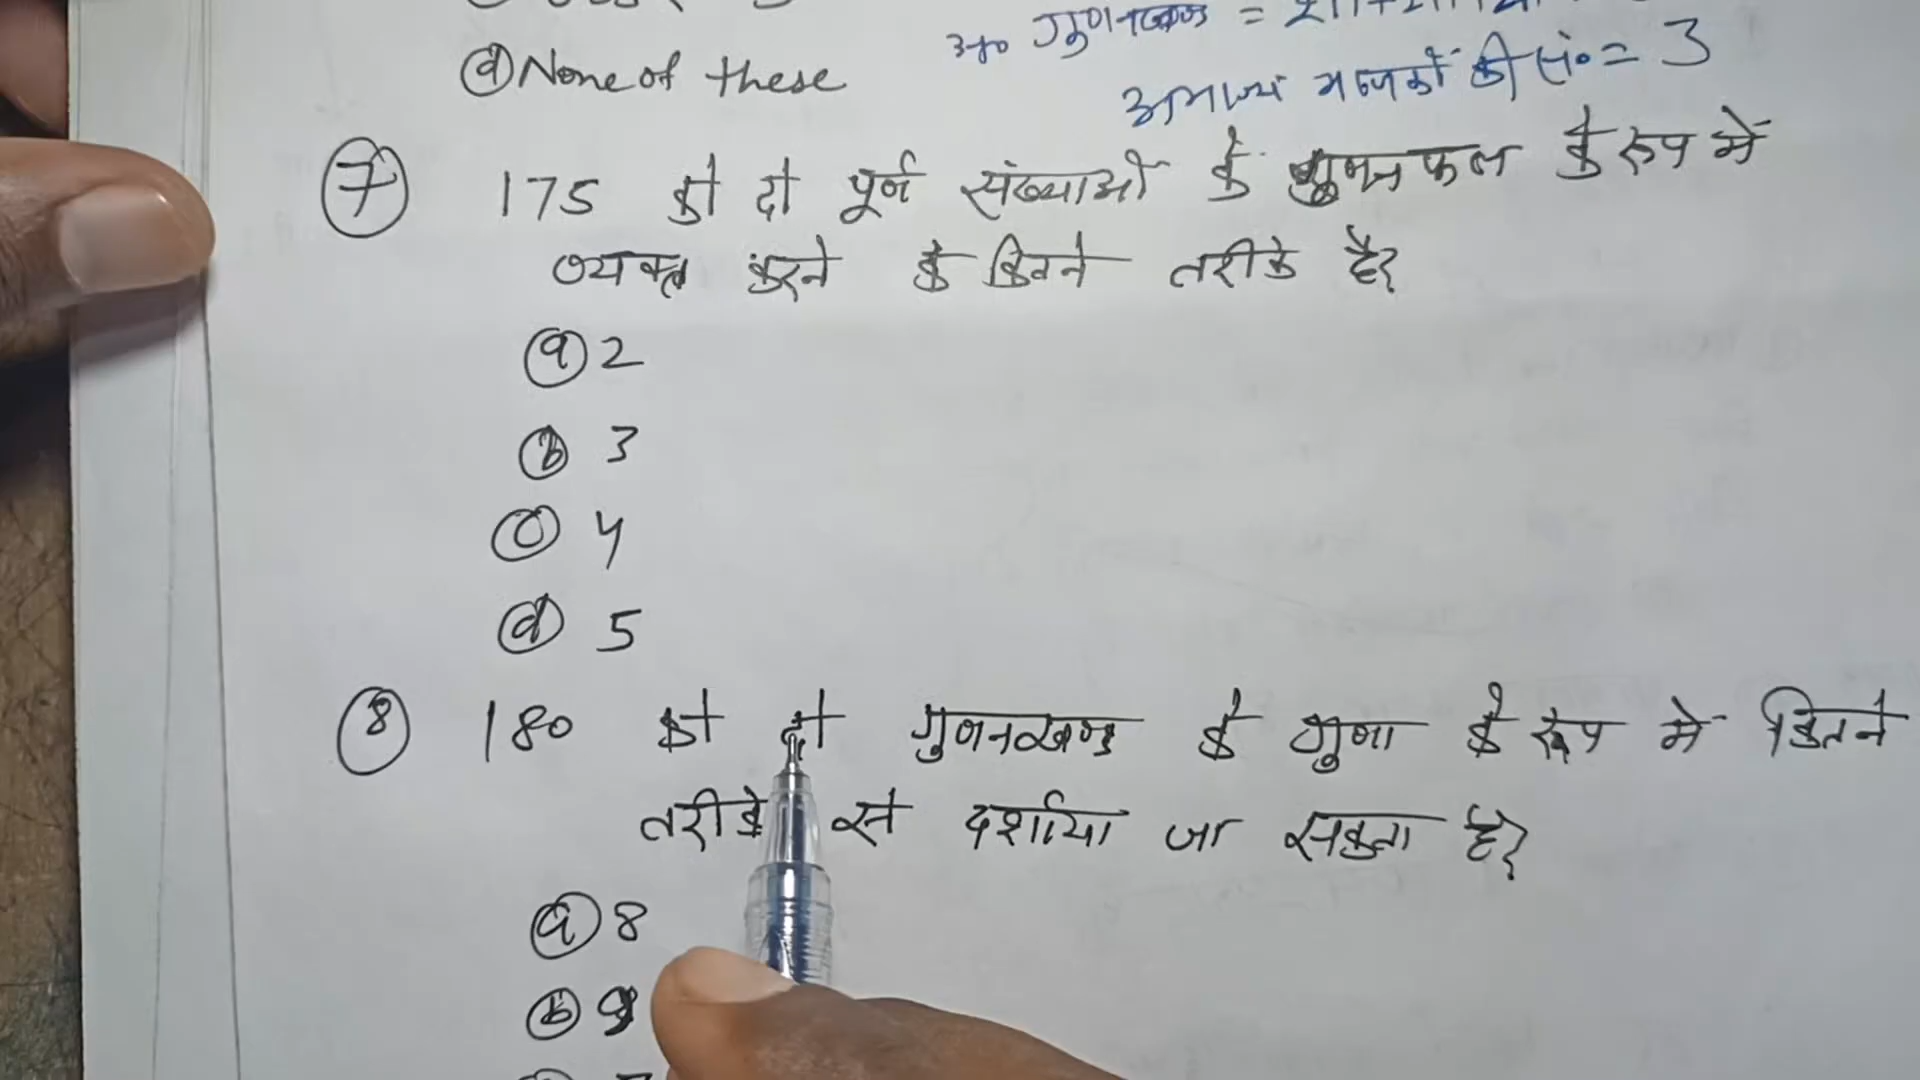 (d) None of these
अभाज्य गुणनखण्ड =
अभाज्य भाजकों की सं० = 3
(7) 175 को दो पूर्ण संख्याओं के गुणनफल के रूप में
व्यक्त करने के कितने तरीके है?
(a) 2
(b) 3
(c) 4
(d) 5
(8) 180 को दो गुणनखण्ड के गुणा के रूप में कितने
तरीके से दर्शाया जा सकता है?
(a) 8
(b) 9